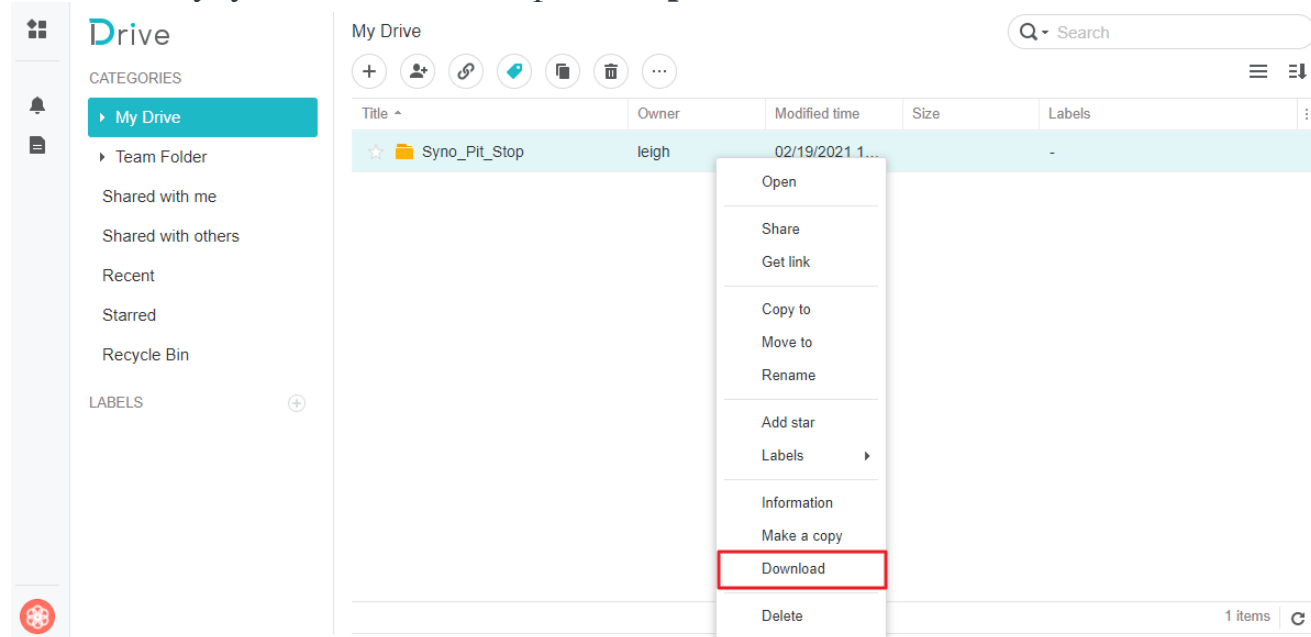 Drive
CATEGORIES
My Drive
Team Folder
Shared with me
Shared with others
Recent
Starred
Recycle Bin
LABELS
My Drive
Search
Title Owner Modified time Size Labels
Syno_Pit_Stop leigh 02/19/2021 1... -
Open
Share
Get link
Copy to
Move to
Rename
Add star
Labels
Information
Make a copy
Download
Delete
1 items